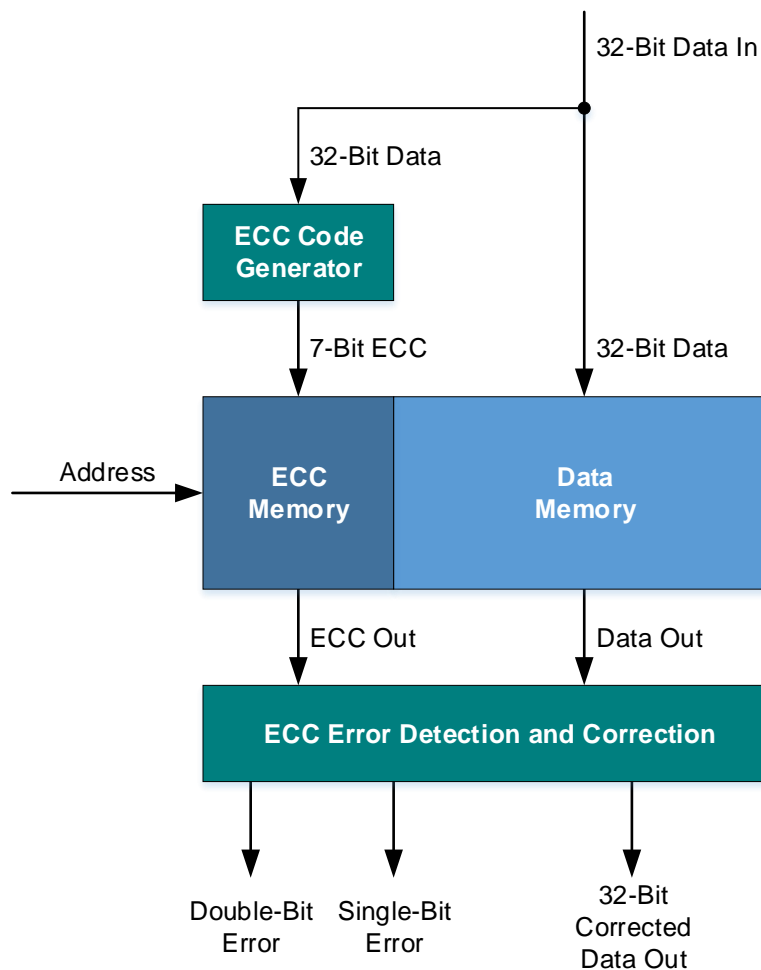 32-Bit Data In
32-Bit Data
ECC Code
Generator
7-Bit ECC
32-Bit Data
Address
ECC
Memory
Data
Memory
ECC Out
Data Out
ECC Error Detection and Correction
Double-Bit
Error
Single-Bit
Error
32-Bit
Corrected
Data Out